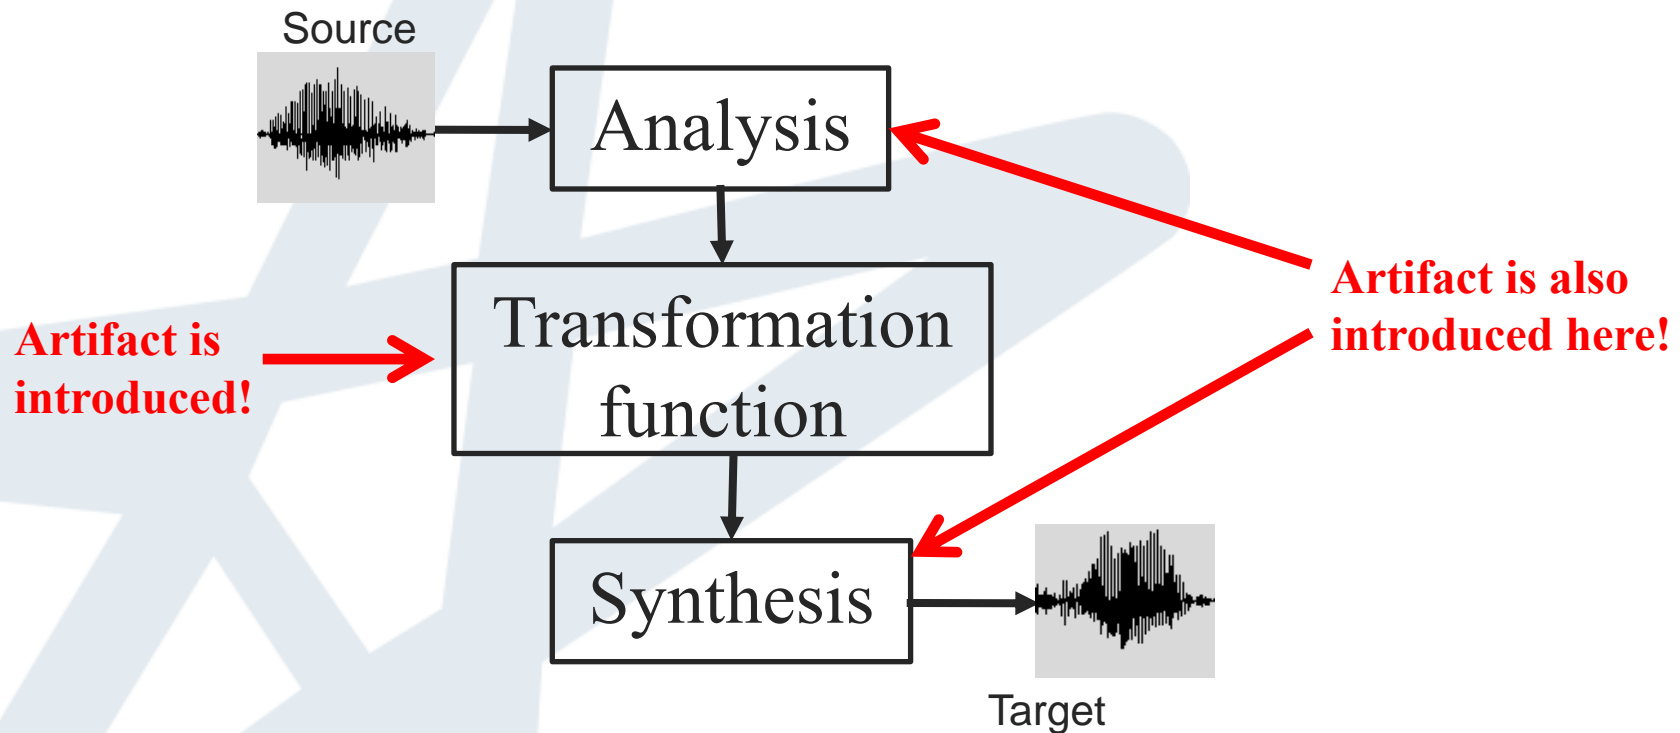 Source
Analysis
Transformation
function
Artifact is
introduced!
Artifact is also
introduced here!
Synthesis
Target